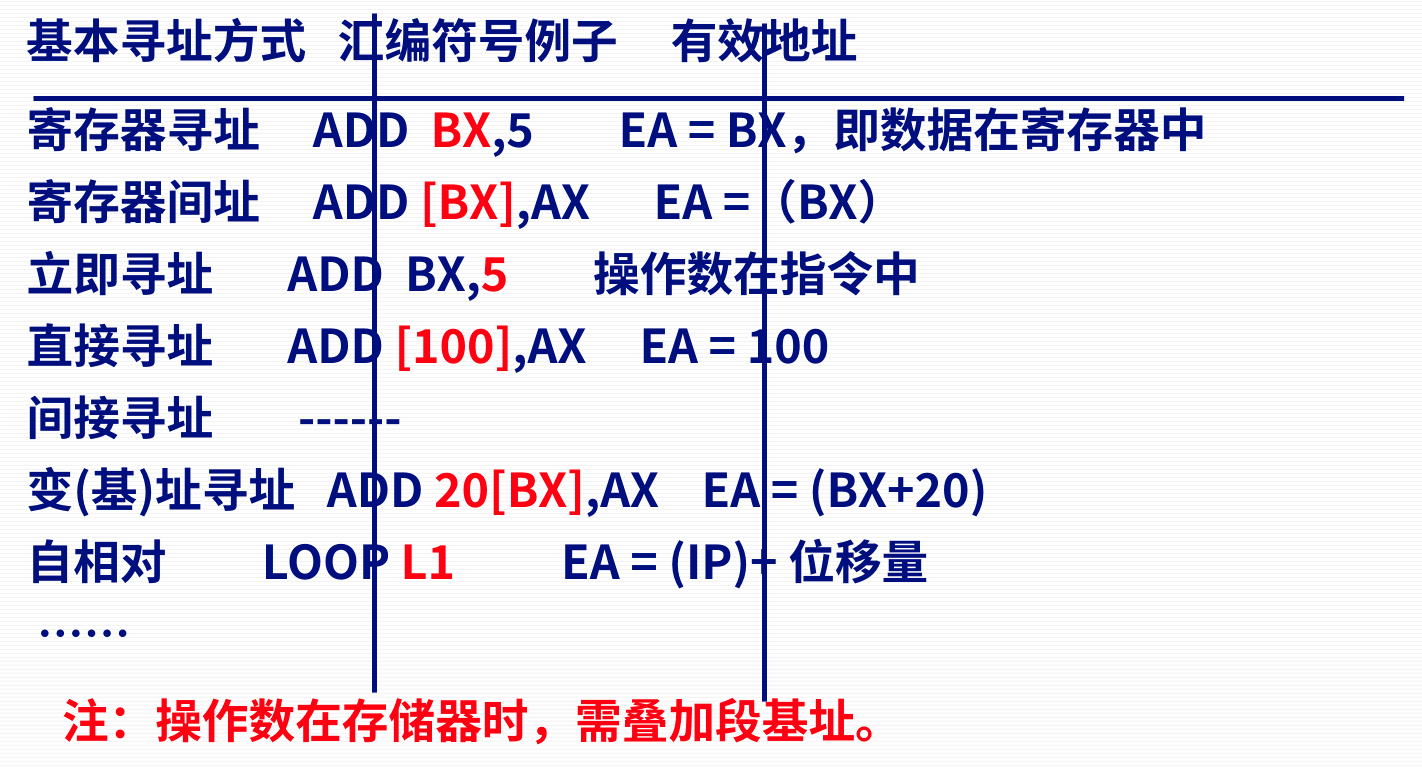 基本寻址方式 汇编符号例子 有效地址
寄存器寻址 ADD BX,5 EA = BX，即数据在寄存器中
寄存器间址 ADD [BX],AX EA =（BX）
立即寻址 ADD BX,5 操作数在指令中
直接寻址 ADD [100],AX EA = 100
间接寻址 ------
变(基)址寻址 ADD 20[BX],AX EA = (BX+20)
自相对 LOOP L1 EA = (IP)+ 位移量
……
注：操作数在存储器时，需叠加段基址。